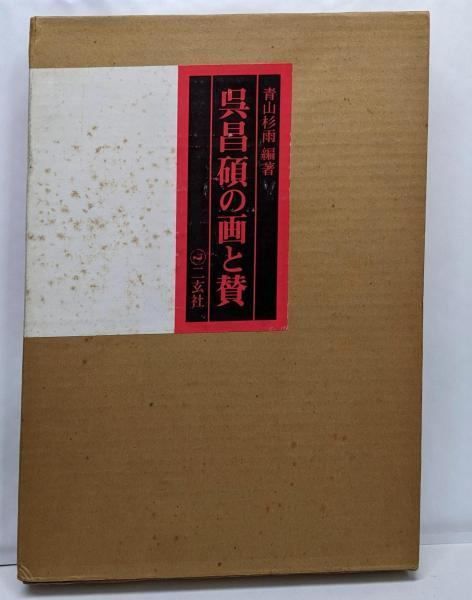 青山杉雨 編著
呉昌碩の画と賛
二玄社